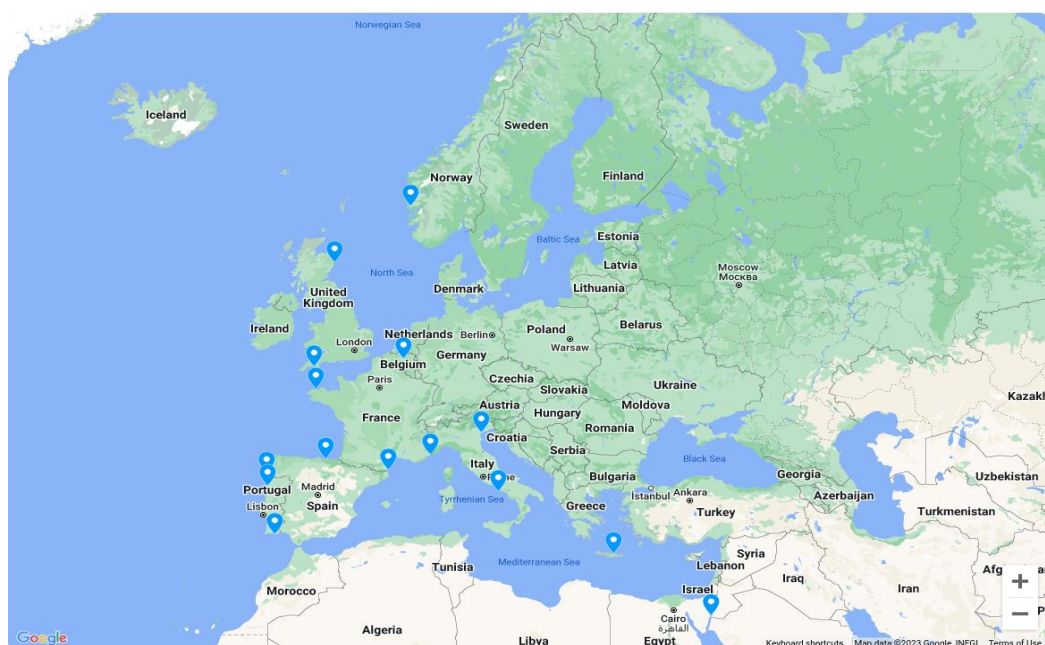 Norwegian Sea
Iceland
Sweden
Norway
Finland
Baltic Sea
Estonia
North Sea
Latvia
Moscow
Москва
Denmark
Lithuania
United
Kingdom
Ireland
Netherlands
Berlin
Poland
Belarus
London
Warsaw
Belgium
Germany
Paris
Czechia
Slovakia
Ukraine
Kazakh
Austria
Hungary
Moldova
France
Croatia
Romania
Serbia
Italy
Black Sea
Georgia
Bulgaria
Uzbekistan
Portugal
Madrid
Spain
Lisbon
Tyrrhenian Sea
İstanbul
Ankara
Greece
Turkey
Azerbaijan
Turkmenistan
Mediterranean Sea
Syria
Lebanon
Tunisia
Israel
Iraq
Iran
Morocco
Cairo
القاهرة
Algeria
Libya
Egypt
Google
Keyboard shortcuts
Map data ©2023 Google, INEGI
Terms of Use